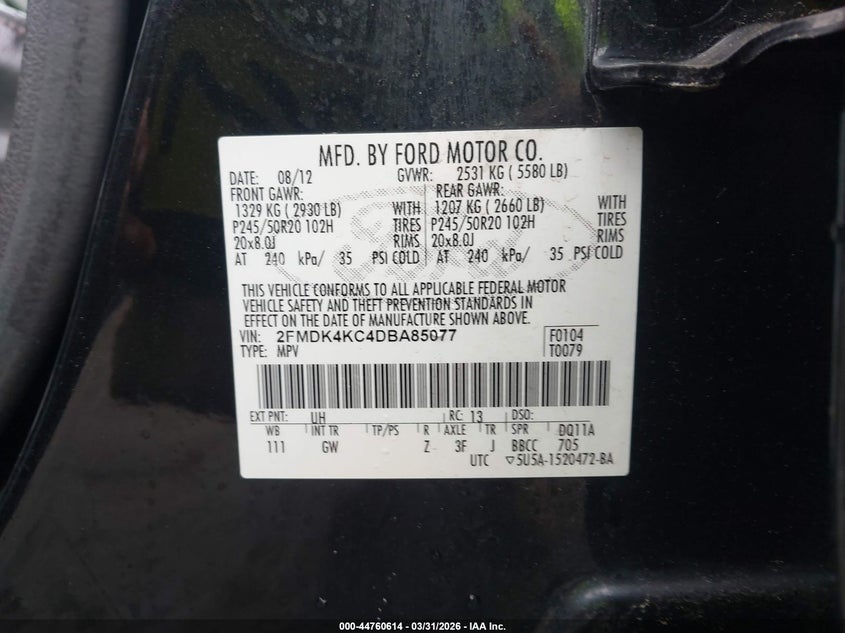 MFD. BY FORD MOTOR CO.
DATE: 08/12 GVWR: 2531 KG ( 5580 LB)
FRONT GAWR: REAR GAWR:
1329 KG ( 2930 LB) WITH 1207 KG ( 2660 LB) WITH
P245/50R20 102H TIRES P245/50R20 102H TIRES
20x8.0J RIMS 20x8.0J RIMS
AT 240 kPa/ 35 PSI COLD AT 240 kPa/ 35 PSI COLD
THIS VEHICLE CONFORMS TO ALL APPLICABLE FEDERAL MOTOR
VEHICLE SAFETY AND THEFT PREVENTION STANDARDS IN
EFFECT ON THE DATE OF MANUFACTURE SHOWN ABOVE.
VIN: 2FMDK4KC4DBA85077 F0104
TYPE: MPV T0079
EXT PNT: UH RC: 13 DSO:
WB INT TR TP/PS R AXLE TR SPR DQ11A
111 GW Z 3F J BBCC 705
UTC ▽5U5A-1520472-BA
000-44760614 - 03/31/2026 - IAA Inc.